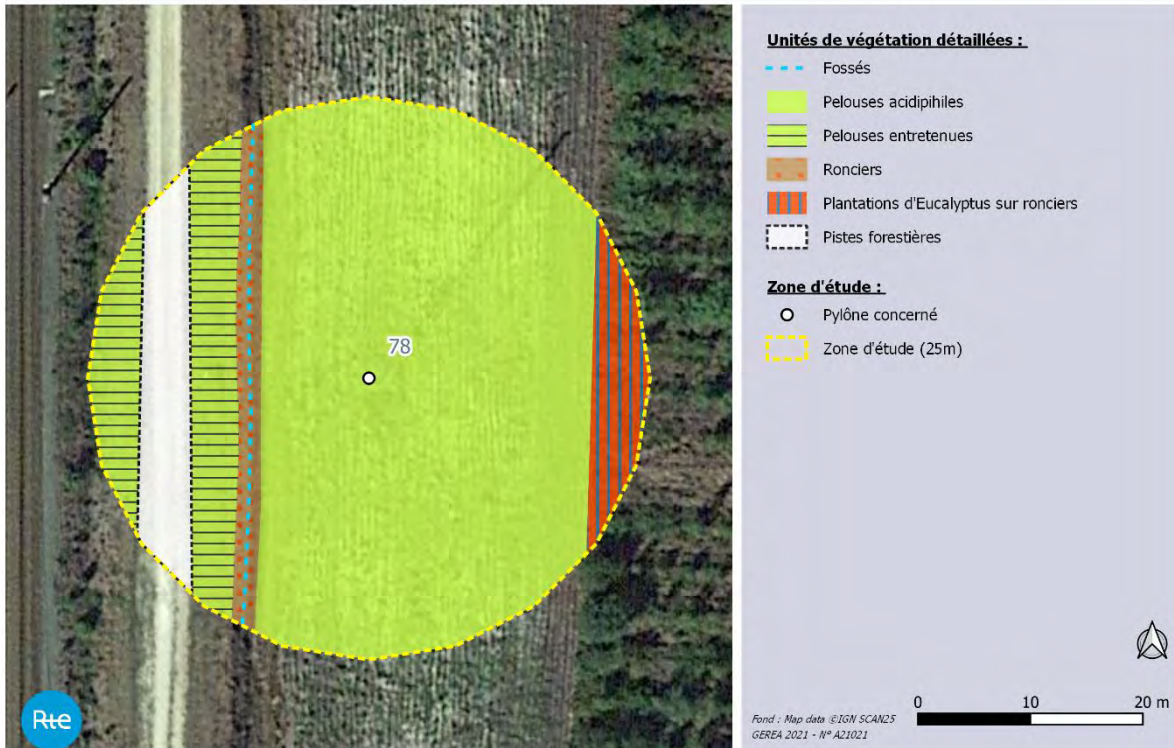 78
Rte
Unités de végétation détaillées :
Fossés
Pelouses acidipihiles
Pelouses entretenues
Ronciers
Plantations d'Eucalyptus sur ronciers
Pistes forestières
Zone d'étude :
Pylône concerné
Zone d'étude (25m)
0 10 20 m
Fond : Map data ©IGN SCAN25
GEREA 2021 - N° A21021